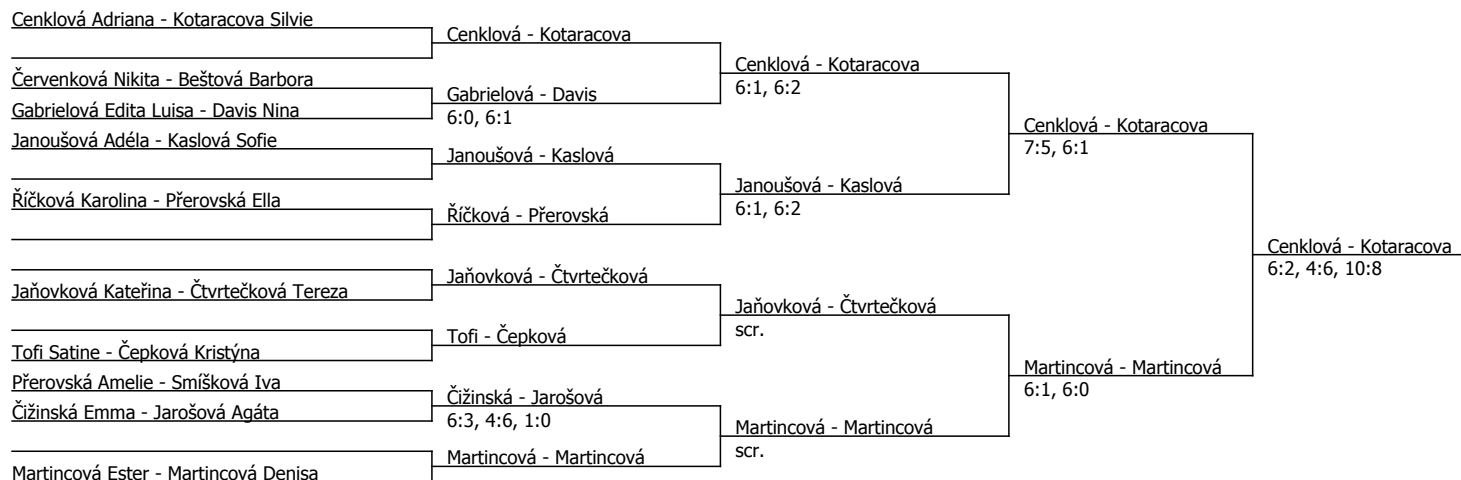 Cenklová Adriana - Kotaracova Silvie
Cenklová - Kotaracova
Cenklová - Kotaracova
6:1, 6:2
Červenková Nikita - Beštová Barbora
Gabrielová - Davis
6:0, 6:1
Gabrielová Edita Luisa - Davis Nina
Cenklová - Kotaracova
7:5, 6:1
Janoušová Adéla - Kaslová Sofie
Janoušová - Kaslová
Janoušová - Kaslová
6:1, 6:2
Říčková Karolina - Přerovská Ella
Říčková - Přerovská
Cenklová - Kotaracova
6:2, 4:6, 10:8
Jaňovková - Čtvrtečková
Jaňovková Kateřina - Čtvrtečková Tereza
Jaňovková - Čtvrtečková
scr.
Tofi - Čepková
Tofi Satine - Čepková Kristýna
Martincová - Martincová
6:1, 6:0
Přerovská Amelie - Smíšková Iva
Čižinská - Jarošová
6:3, 4:6, 1:0
Čižinská Emma - Jarošová Agáta
Martincová - Martincová
scr.
Martincová - Martincová
Martincová Ester - Martincová Denisa